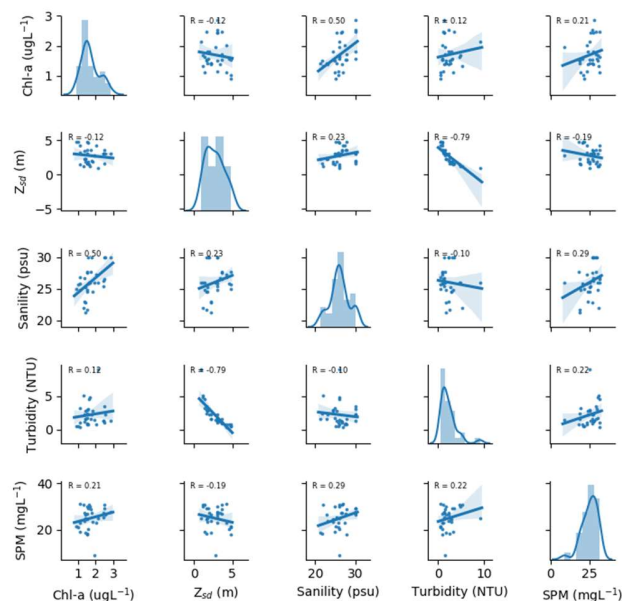 3
2
1
Chl-a (ugL⁻¹)
R = -0.12
R = 0.50
R = 0.12
R = 0.21
5
0
−5
Z_sd (m)
R = -0.12
R = 0.23
R = -0.79
R = -0.19
30
25
20
Sanility (psu)
R = 0.50
R = 0.23
R = -0.10
R = 0.29
5
0
Turbidity (NTU)
R = 0.12
R = -0.79
R = -0.10
R = 0.22
40
20
SPM (mgL⁻¹)
R = 0.21
R = -0.19
R = 0.29
R = 0.22
1 2 3 0 5 20 30 0 10 0 25
Chl-a (ugL⁻¹) Z_sd (m) Sanility (psu) Turbidity (NTU) SPM (mgL⁻¹)